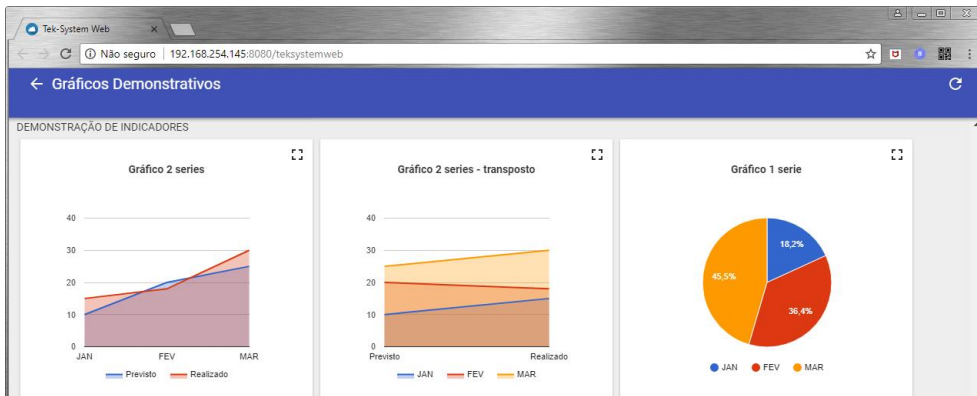 Tek-System Web
Não seguro | 192.168.254.145:8080/teksystemweb
Gráficos Demonstrativos
DEMONSTRAÇÃO DE INDICADORES
Gráfico 2 series
40
30
20
10
0
JAN FEV MAR
Previsto Realizado
Gráfico 2 series - transposto
40
30
20
10
0
Previsto Realizado
JAN FEV MAR
Gráfico 1 serie
18,2%
45,5%
36,4%
JAN FEV MAR